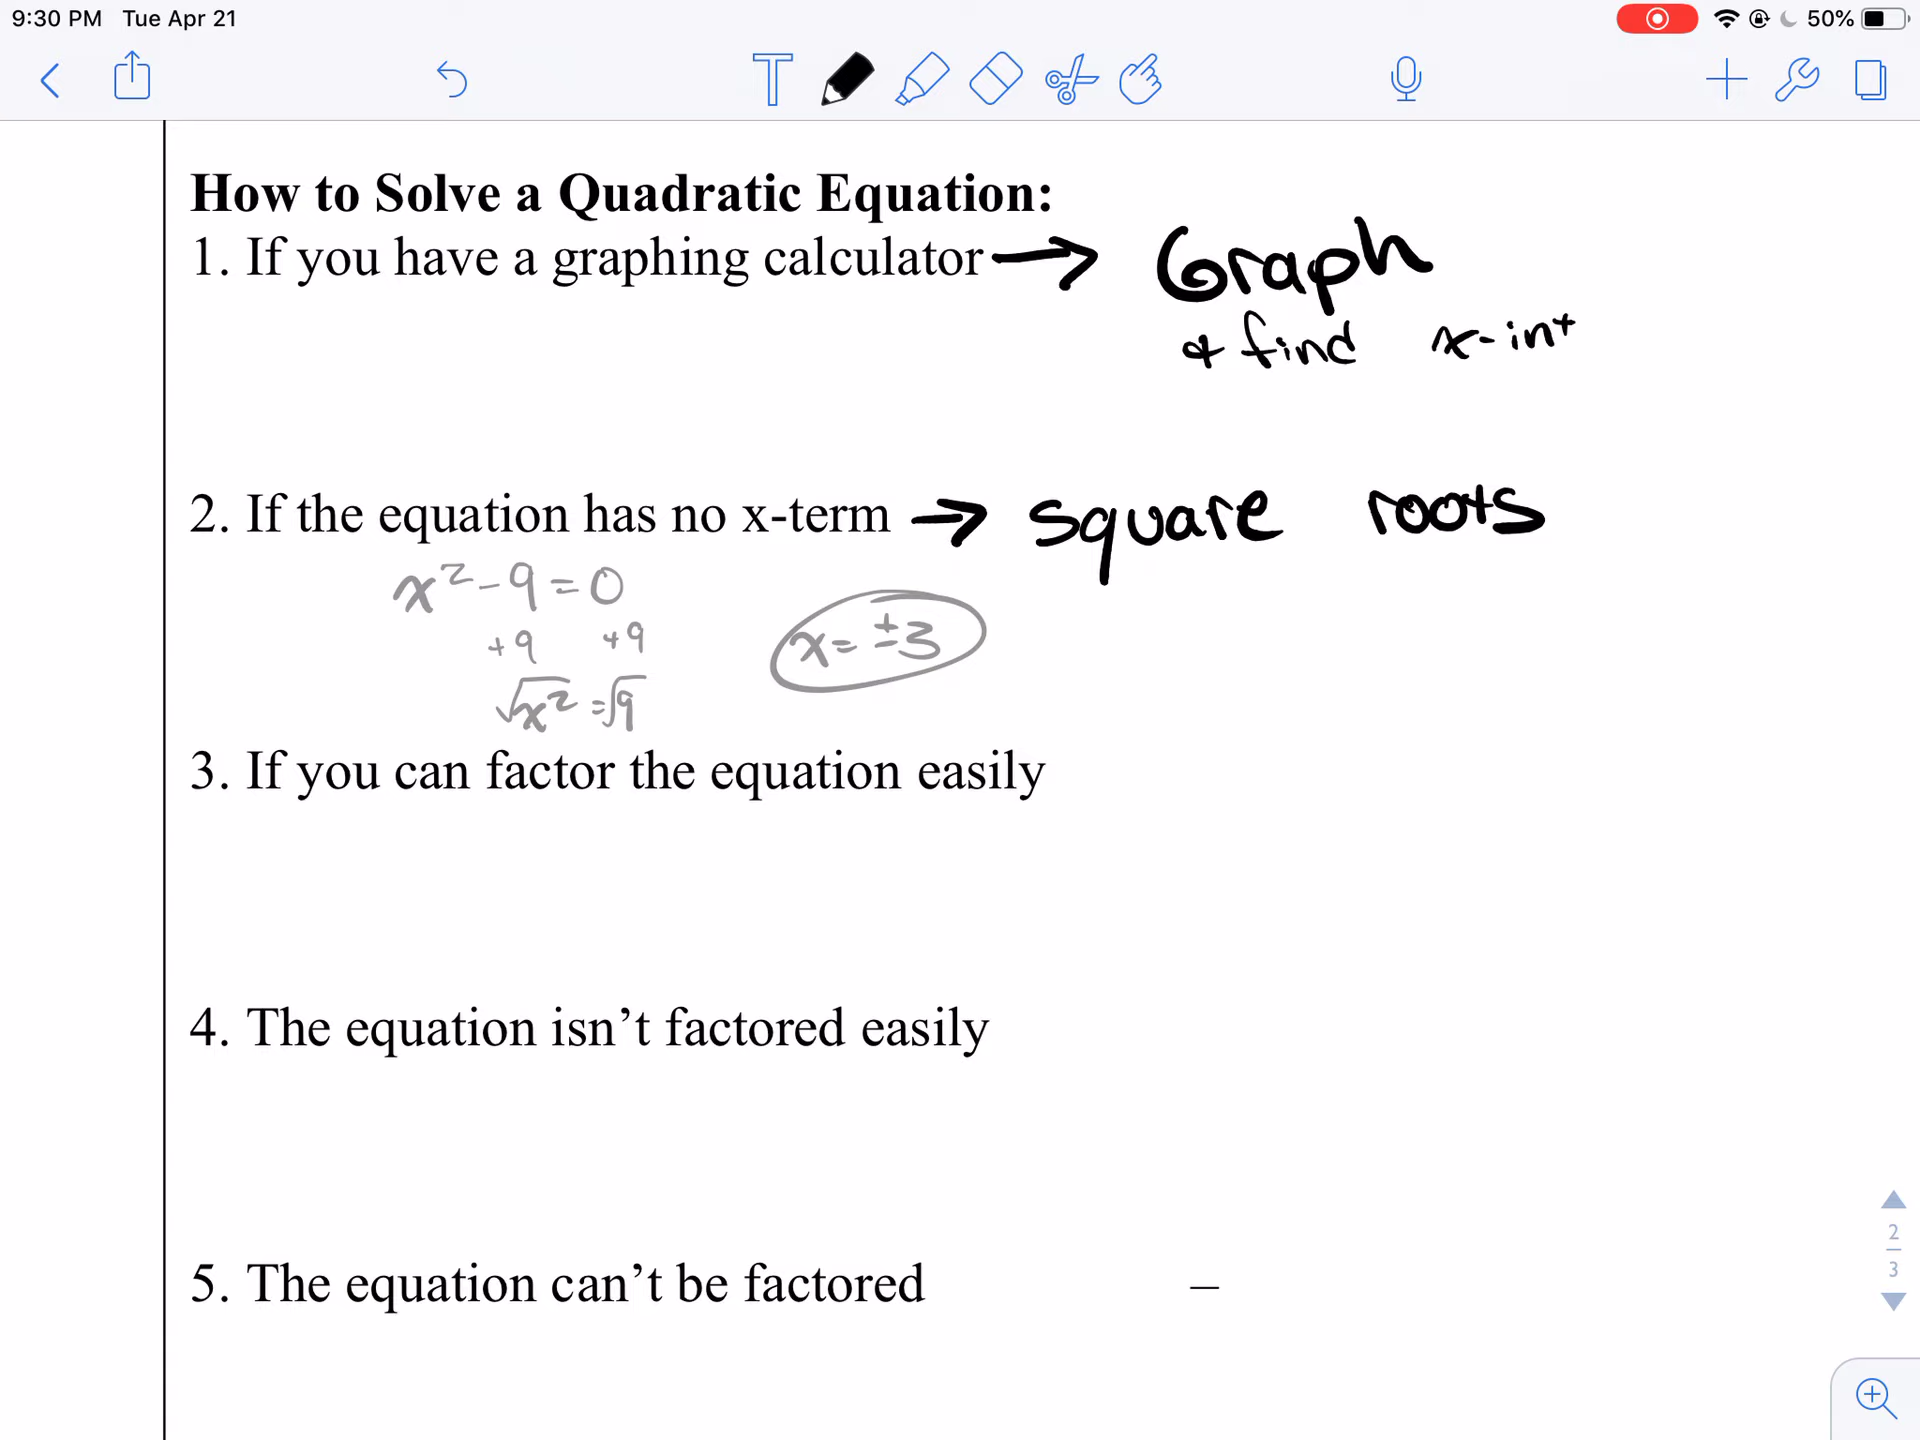 9:30 PM Tue Apr 21 50%
T
How to Solve a Quadratic Equation:
1. If you have a graphing calculator → Graph
& find x-int
2. If the equation has no x-term → square roots
x² - 9 = 0
+9 +9
x = ±3
√x² = √9
3. If you can factor the equation easily
4. The equation isn’t factored easily
5. The equation can’t be factored –
2
3